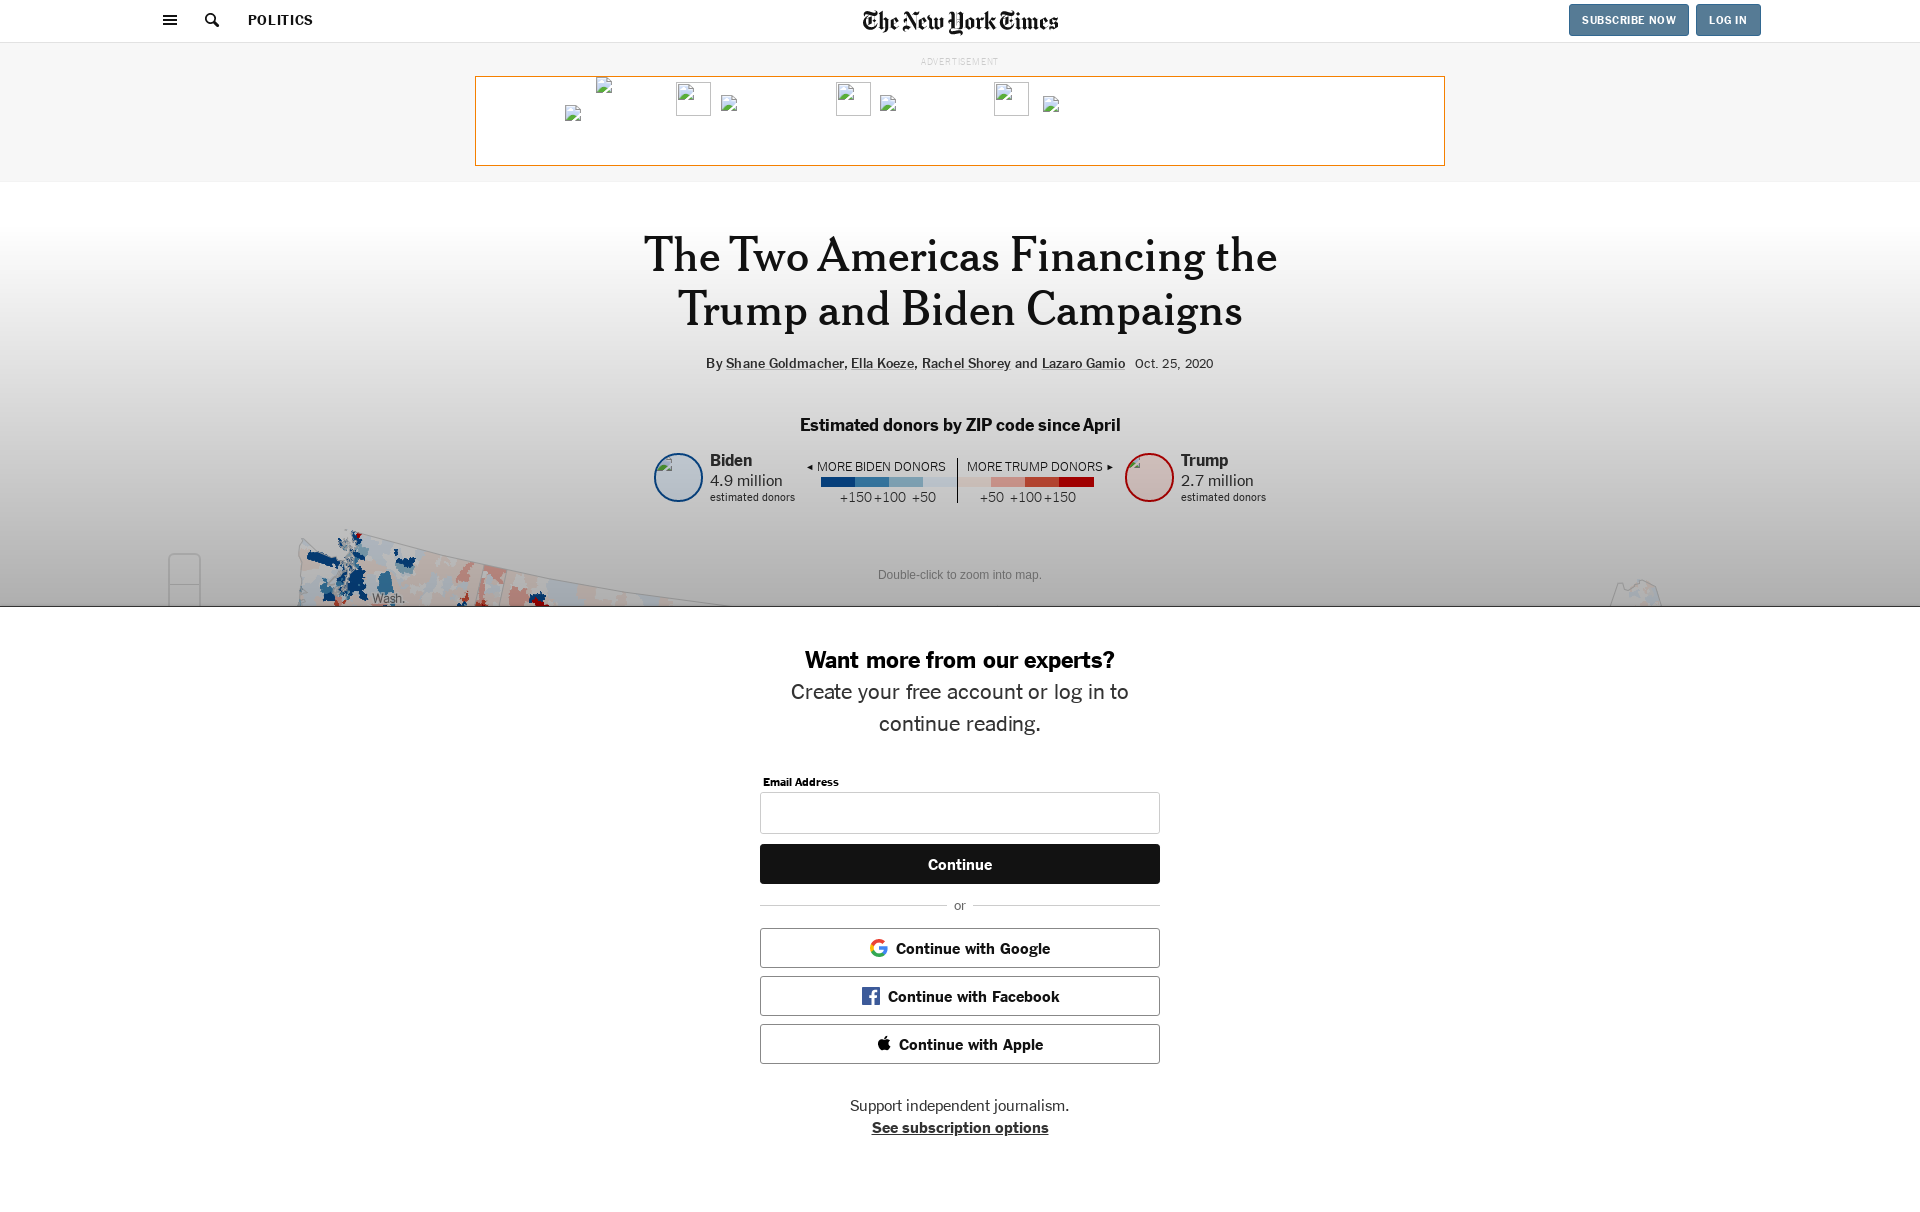 POLITICS
The New York Times
SUBSCRIBE NOW
LOG IN
ADVERTISEMENT
The Two Americas Financing the
Trump and Biden Campaigns
By Shane Goldmacher, Ella Koeze, Rachel Shorey and Lazaro Gamio Oct. 25, 2020
Estimated donors by ZIP code since April
Biden
4.9 million
estimated donors
◄ MORE BIDEN DONORS
MORE TRUMP DONORS ►
+150 +100 +50
+50 +100 +150
Trump
2.7 million
estimated donors
Double-click to zoom into map.
Wash.
Want more from our experts?
Create your free account or log in to
continue reading.
Email Address
Continue
or
Continue with Google
Continue with Facebook
Continue with Apple
Support independent journalism.
See subscription options